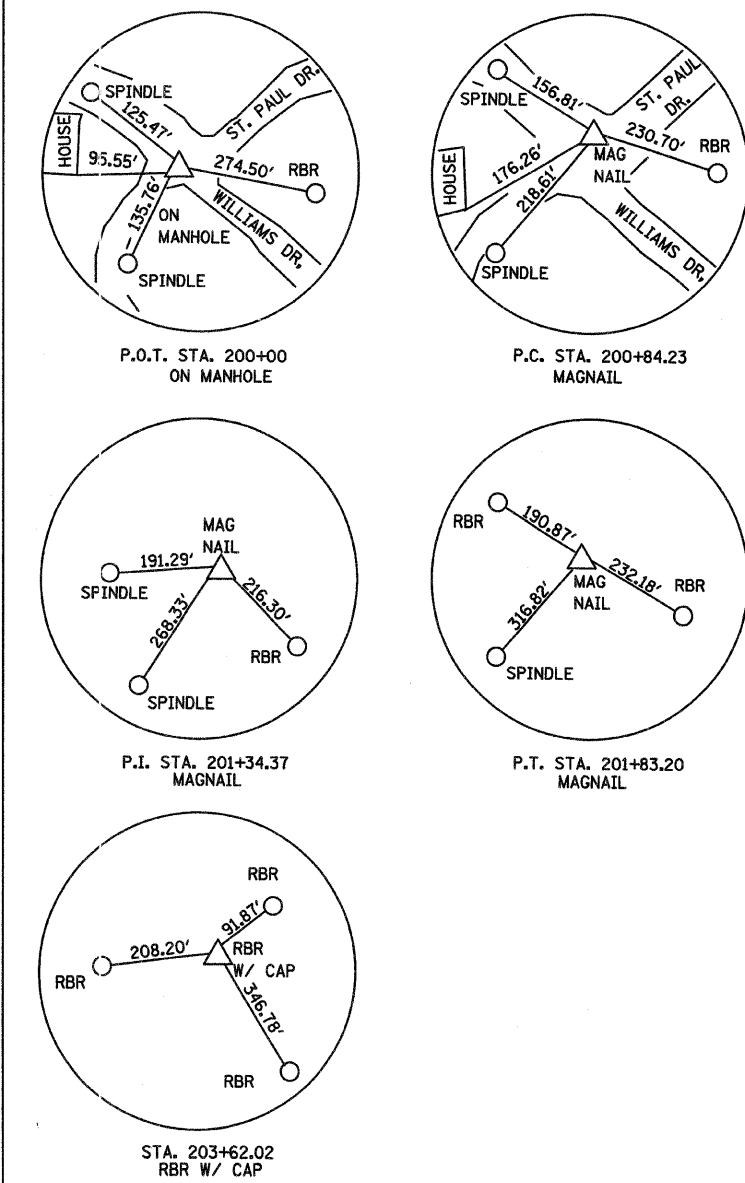 SPINDLE
125.47'
ST. PAUL DR.
HOUSE
95.55'
274.50'
RBR
135.76'
ON
MANHOLE
WILLIAMS DR,
SPINDLE
P.O.T. STA. 200+00
ON MANHOLE
SPINDLE
156.81'
ST. PAUL
DR.
230.70'
RBR
HOUSE
176.26'
MAG
NAIL
218.61'
WILLIAMS DR,
SPINDLE
P.C. STA. 200+84.23
MAGNAIL
MAG
NAIL
191.29'
SPINDLE
216.30'
268.33'
RBR
SPINDLE
P.I. STA. 201+34.37
MAGNAIL
RBR
190.87'
232.18'
MAG
NAIL
RBR
316.82'
SPINDLE
P.T. STA. 201+83.20
MAGNAIL
RBR
91.87'
208.20'
RBR
W/ CAP
RBR
346.78'
RBR
STA. 203+62.02
RBR W/ CAP